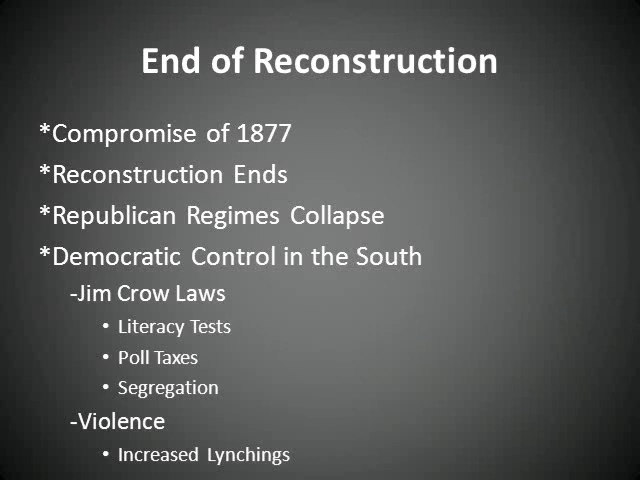 End of Reconstruction
*Compromise of 1877
*Reconstruction Ends
*Republican Regimes Collapse
*Democratic Control in the South
-Jim Crow Laws
• Literacy Tests
• Poll Taxes
• Segregation
-Violence
• Increased Lynchings